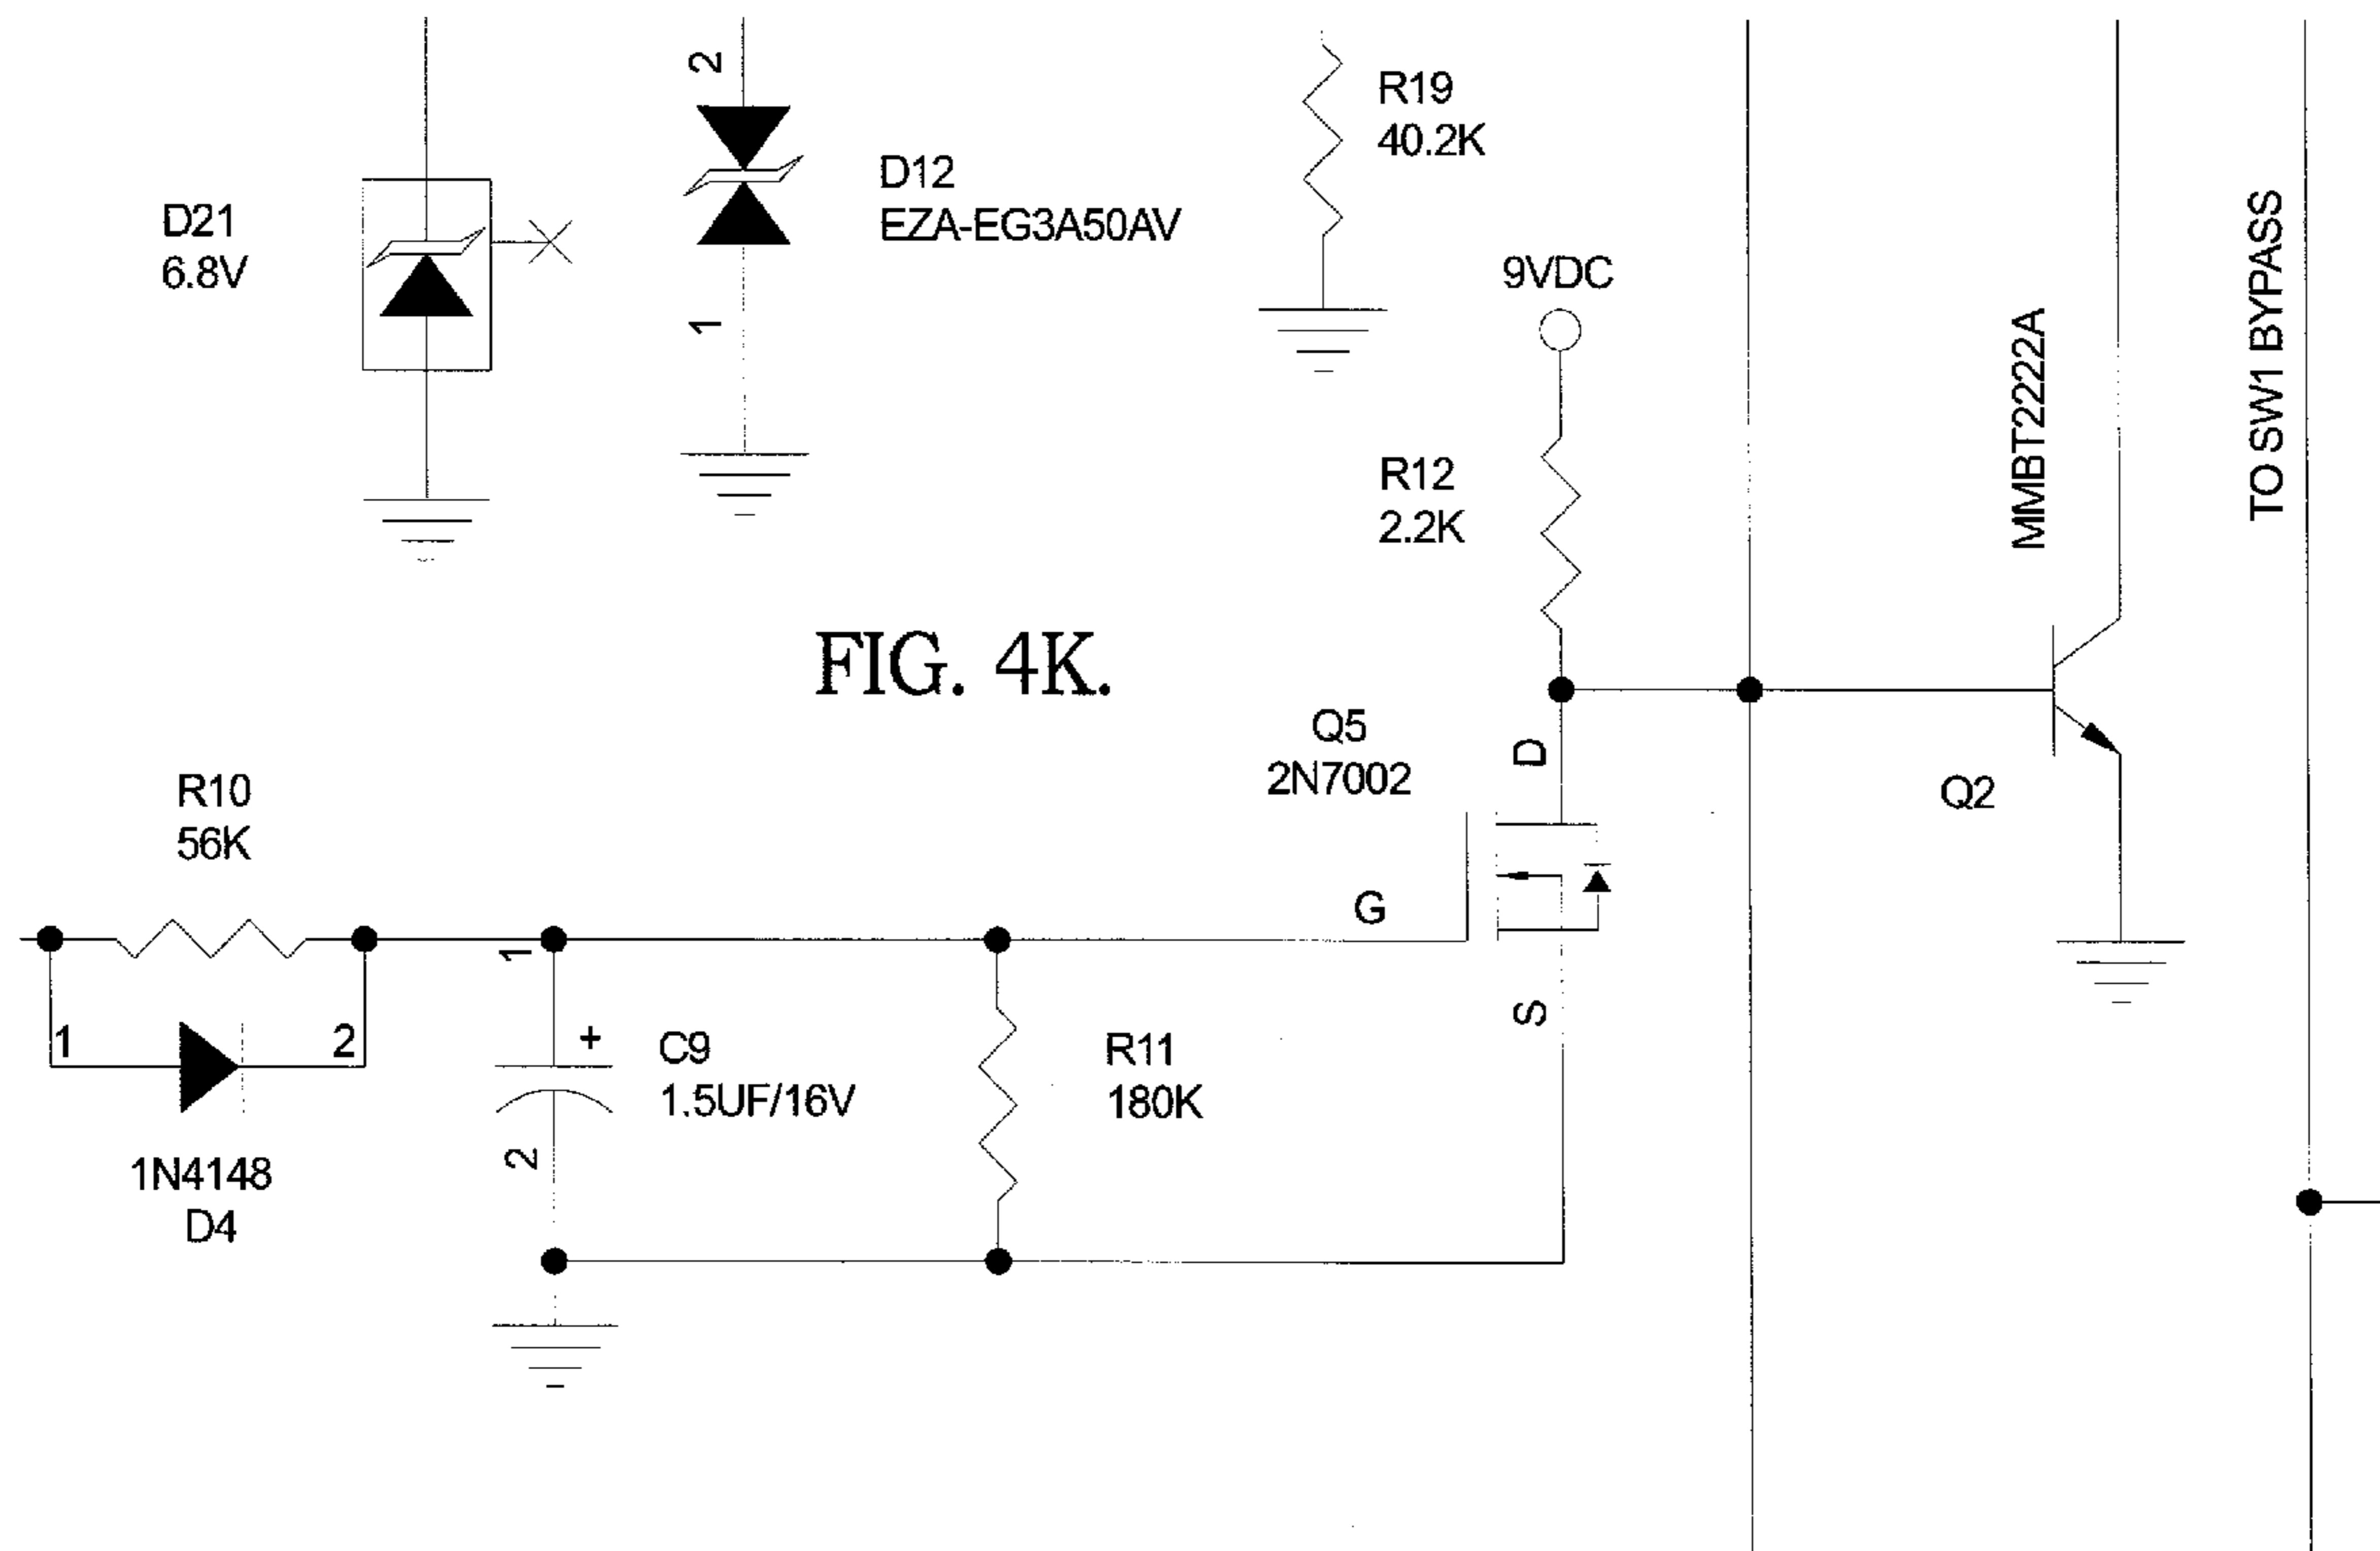 2
R19
40.2K
D12
EZA-EG3A50AV
D21
6.8V
1
9VDC
TO SW1 BYPASS
MMBT2222A
R12
2.2K
FIG. 4K.
Q5
2N7002
D
Q2
R10
56K
G
1
S
1
2
+
C9
1.5UF/16V
R11
180K
2
1N4148
D4